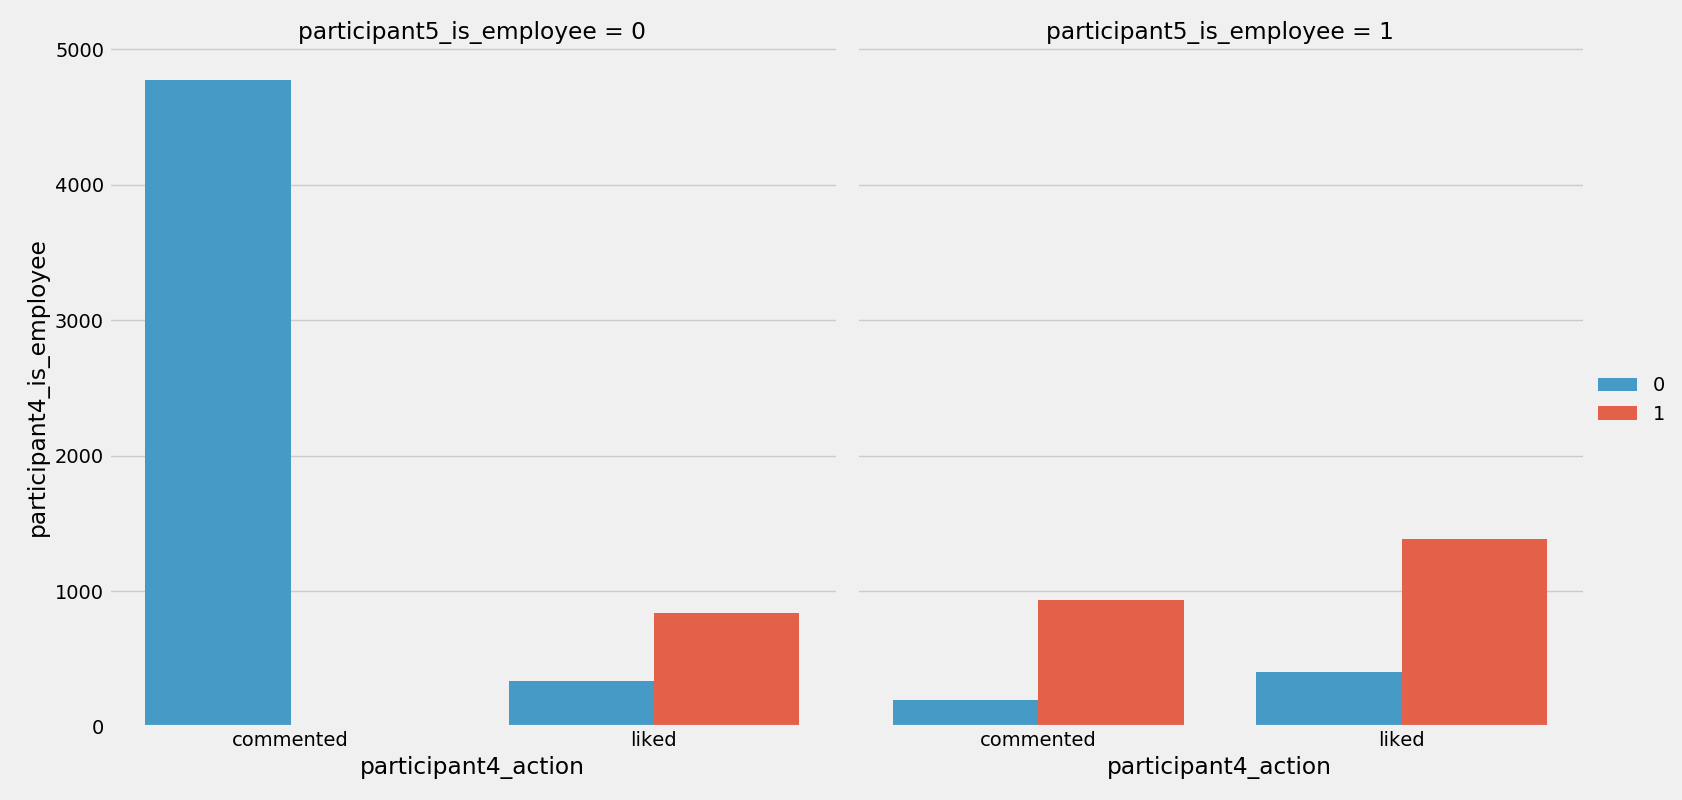 participant5_is_employee = 0
participant5_is_employee = 1
participant4_is_employee
5000
4000
3000
2000
1000
0
commented
liked
commented
liked
participant4_action
participant4_action
0
1